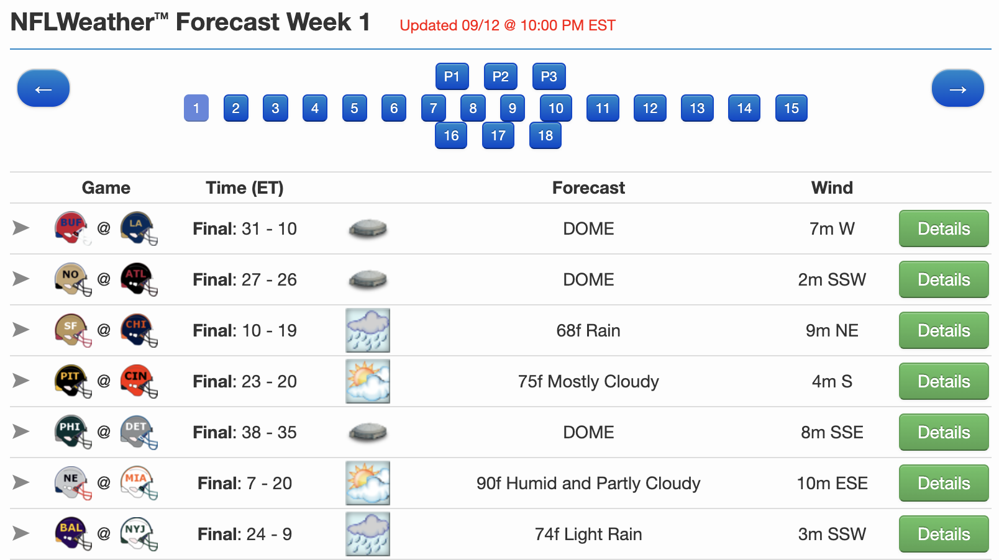 NFLWeather™ Forecast Week 1 Updated 09/12 @ 10:00 PM EST
← P1 P2 P3 →
1 2 3 4 5 6 7 8 9 10 11 12 13 14 15
16 17 18
Game Time (ET) Forecast Wind
BUF @ LA Final: 31 - 10 DOME 7m W Details
NO @ ATL Final: 27 - 26 DOME 2m SSW Details
SF @ CHI Final: 10 - 19 68f Rain 9m NE Details
PIT @ CIN Final: 23 - 20 75f Mostly Cloudy 4m S Details
PHI @ DET Final: 38 - 35 DOME 8m SSE Details
NE @ MIA Final: 7 - 20 90f Humid and Partly Cloudy 10m ESE Details
BAL @ NYJ Final: 24 - 9 74f Light Rain 3m SSW Details